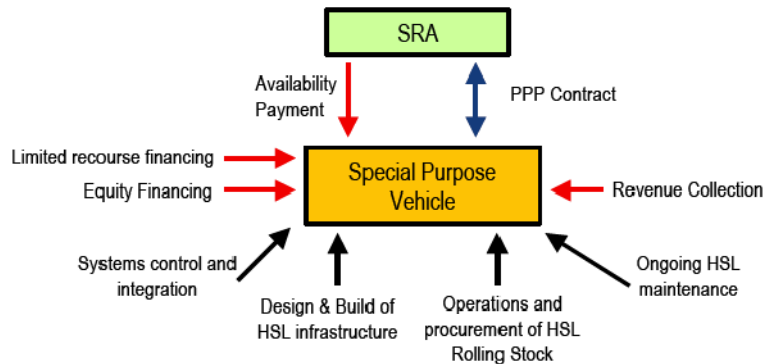 SRA
Availability
Payment
PPP Contract
Limited recourse financing
Equity Financing
Special Purpose
Vehicle
Revenue Collection
Systems control and
integration
Design & Build of
HSL infrastructure
Operations and
procurement of HSL
Rolling Stock
Ongoing HSL
maintenance